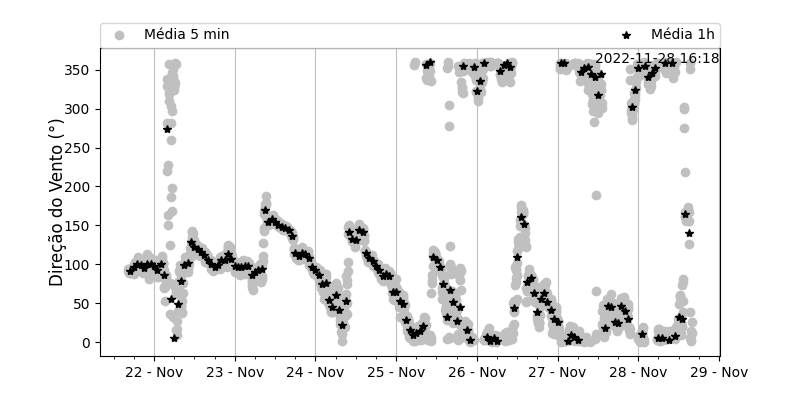 Média 5 min
Média 1h
2022-11-28 16:18
Direção do Vento (°)
350
300
250
200
150
100
50
0
22 - Nov
23 - Nov
24 - Nov
25 - Nov
26 - Nov
27 - Nov
28 - Nov
29 - Nov